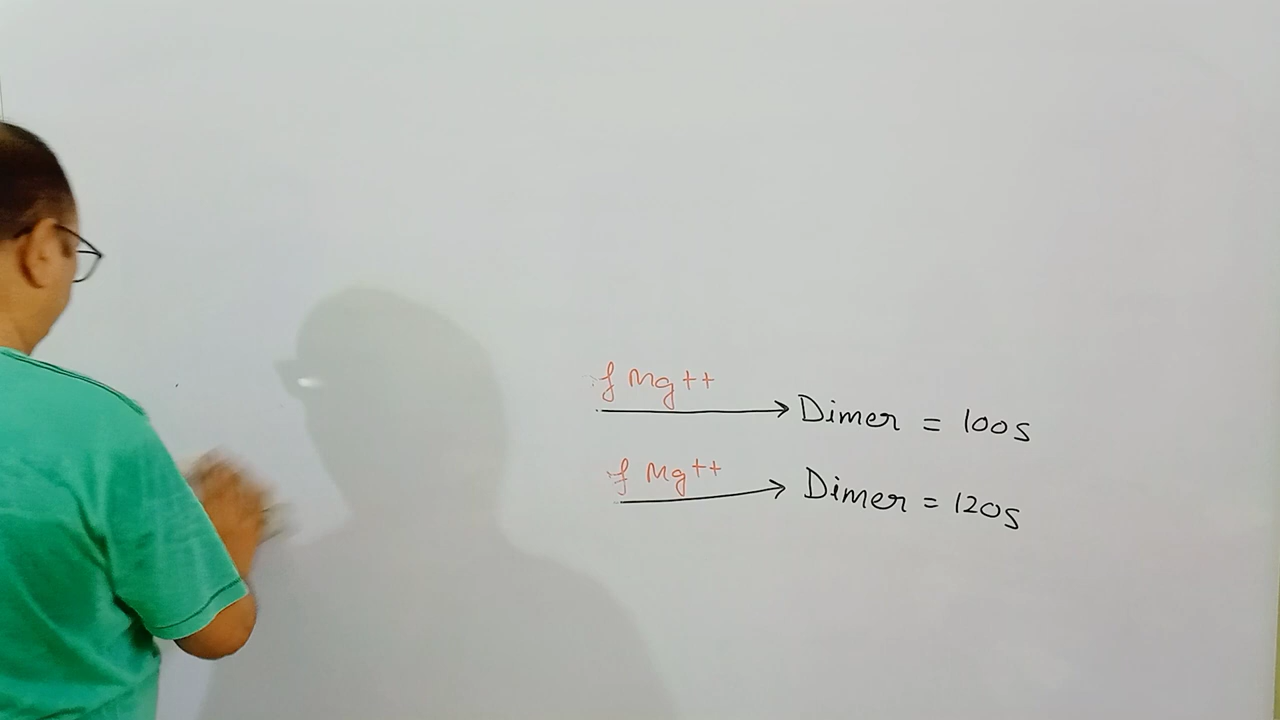 f Mg++ → Dimer = 100S
f Mg++ → Dimer = 120S